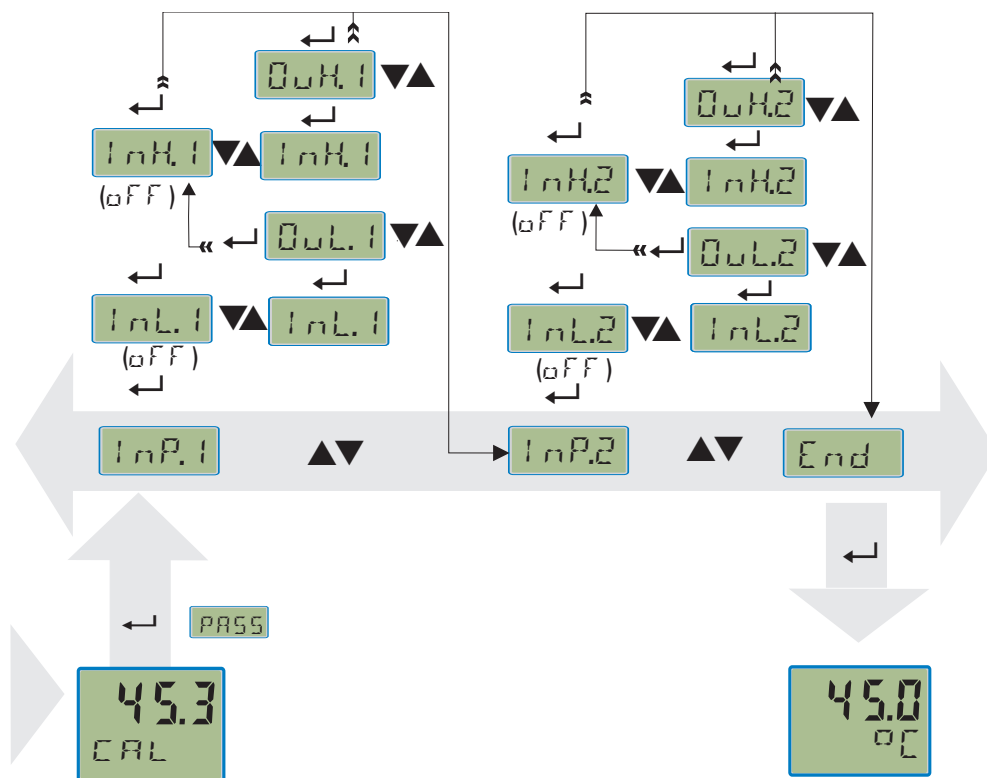 OuH.1
OuH.2
InH.1 InH.1
InH.2 InH.2
(oFF)
(oFF)
OuL.1
OuL.2
InL.1 InL.1
InL.2 InL.2
(oFF)
(oFF)
InP.1 InP.2 End
PASS
45.3
CAL
45.0
°C